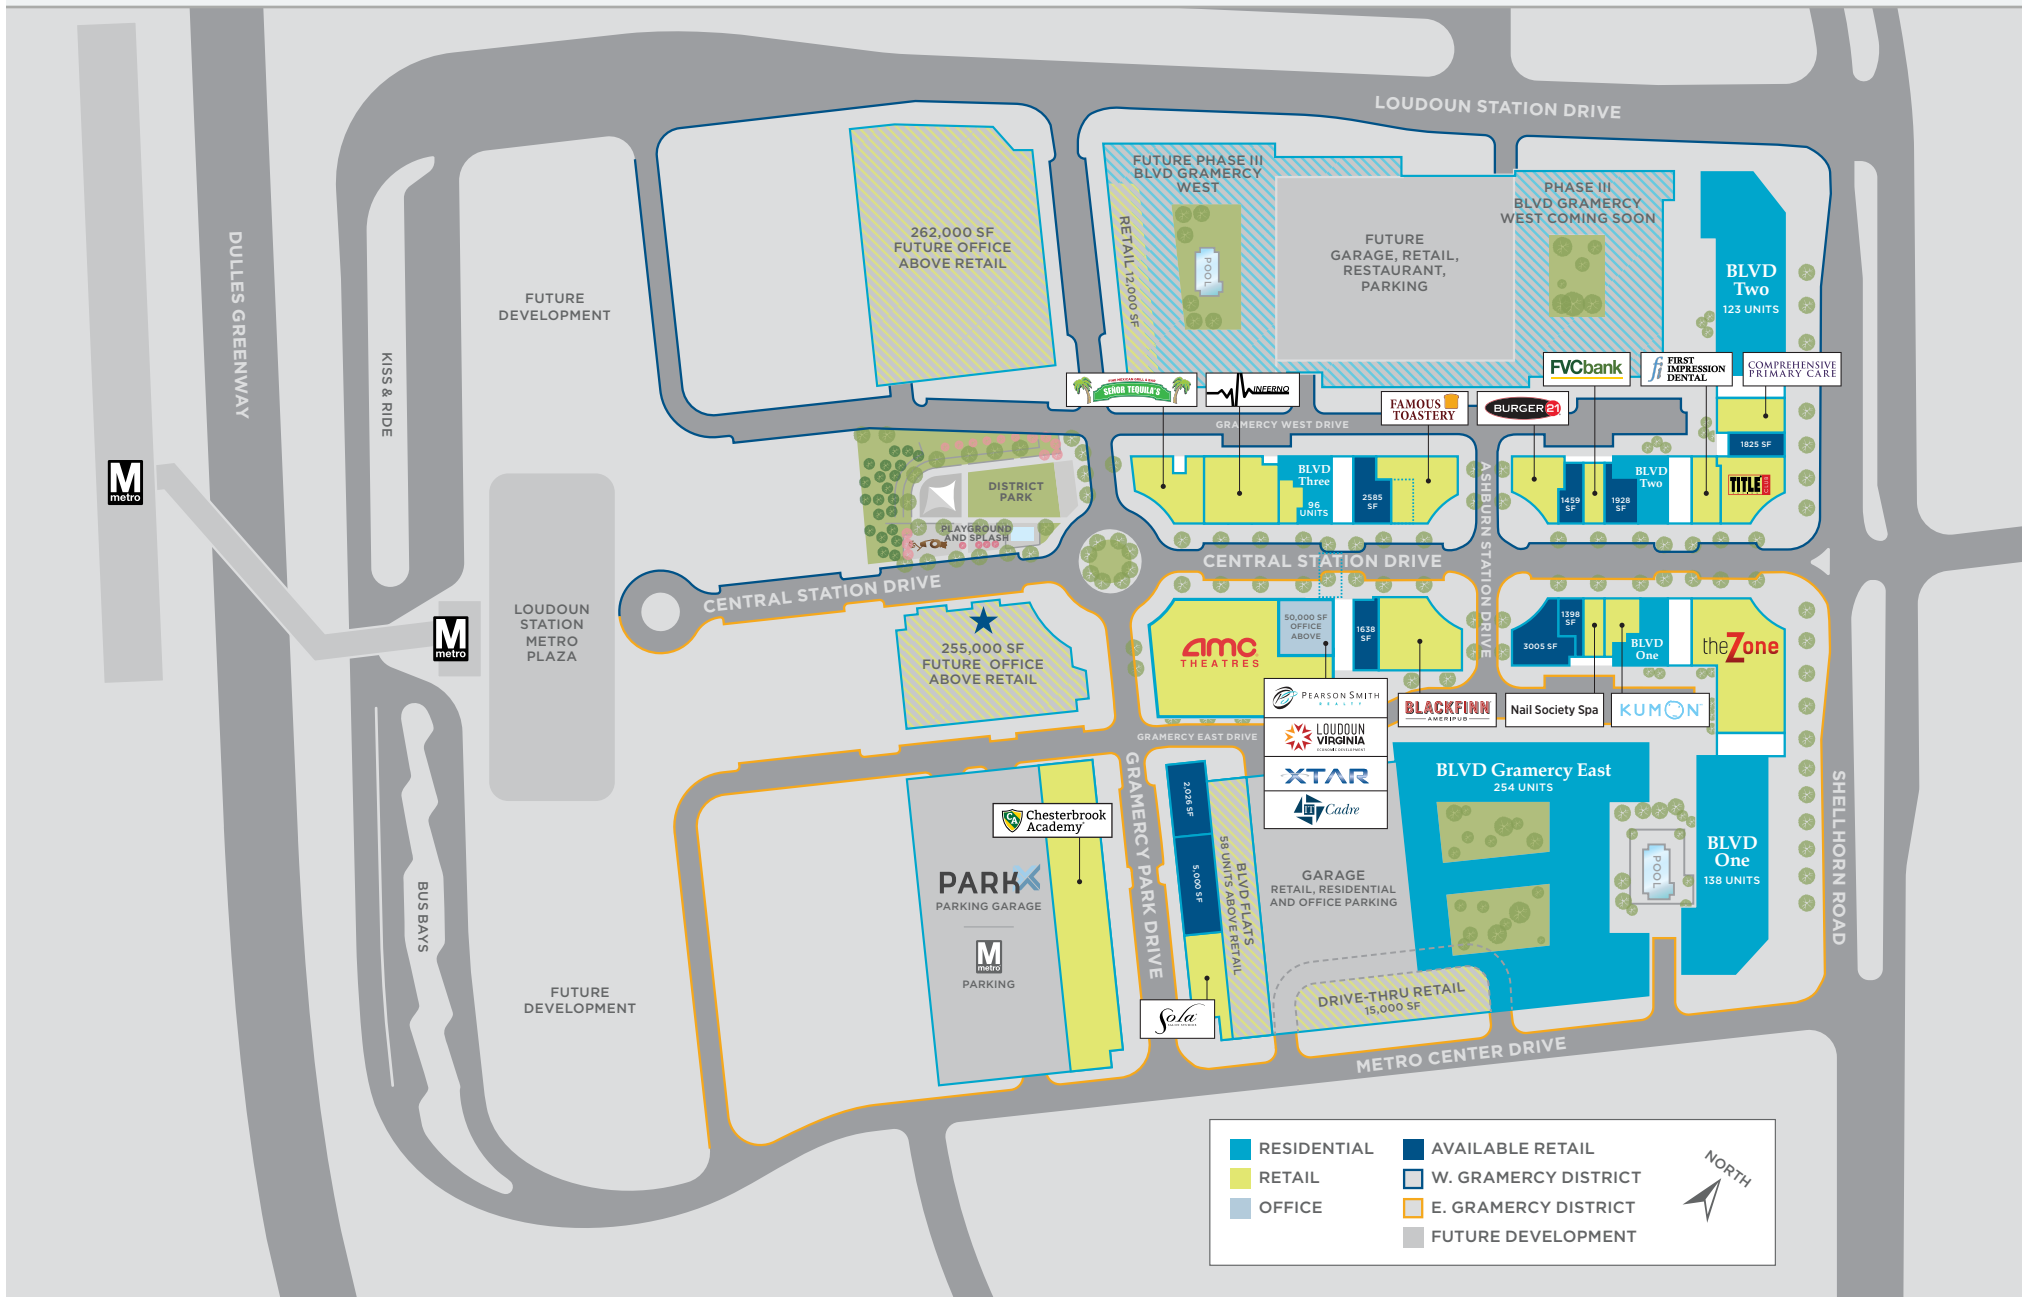 LOUDOUN STATION DRIVE
DULLES GREENWAY
KISS & RIDE
FUTURE
DEVELOPMENT
262,000 SF
FUTURE OFFICE
ABOVE RETAIL
FUTURE PHASE III
BLVD GRAMERCY
WEST
RETAIL 12,000 SF
POOL
FUTURE
GARAGE, RETAIL,
RESTAURANT,
PARKING
PHASE III
BLVD GRAMERCY
WEST COMING SOON
BLVD
Two
123 UNITS
SEÑOR TEQUILA'S
INFERNO
FAMOUS
TOASTERY
BURGER 21
FVCbank
fi FIRST
IMPRESSION
DENTAL
COMPREHENSIVE
PRIMARY CARE
GRAMERCY WEST DRIVE
1825 SF
M
metro
DISTRICT
PARK
PLAYGROUND
AND SPLASH
BLVD
Three
96
UNITS
2585
SF
ASHBURN STATION DRIVE
1459
SF
1928
SF
BLVD
Two
TITLE
CENTRAL STATION DRIVE
CENTRAL STATION DRIVE
LOUDOUN
STATION
METRO
PLAZA
M
metro
255,000 SF
FUTURE OFFICE
ABOVE RETAIL
amc
THEATRES
50,000 SF
OFFICE
ABOVE
1638
SF
3005 SF
1398
SF
BLVD
One
theZone
PEARSON SMITH
REALTY
LOUDOUN
VIRGINIA
ECONOMIC DEVELOPMENT
XTAR
Cadre
BLACKFINN
AMERIPUB
Nail Society Spa
KUMON
GRAMERCY EAST DRIVE
GRAMERCY PARK DRIVE
BUS BAYS
FUTURE
DEVELOPMENT
CA Chesterbrook
Academy
PARKX
PARKING GARAGE
M
metro
PARKING
2,026 SF
5,000 SF
BLVD FLATS
58 UNITS ABOVE RETAIL
Sola
GARAGE
RETAIL, RESIDENTIAL
AND OFFICE PARKING
DRIVE-THRU RETAIL
15,000 SF
BLVD Gramercy East
254 UNITS
POOL
BLVD
One
138 UNITS
SHELLHORN ROAD
METRO CENTER DRIVE
RESIDENTIAL
RETAIL
OFFICE
AVAILABLE RETAIL
W. GRAMERCY DISTRICT
E. GRAMERCY DISTRICT
FUTURE DEVELOPMENT
NORTH